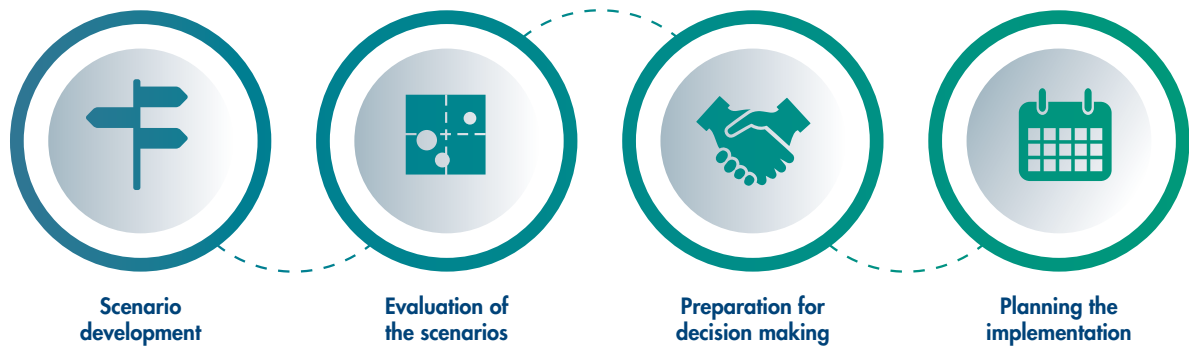 Scenario
development
Evaluation of
the scenarios
Preparation for
decision making
Planning the
implementation